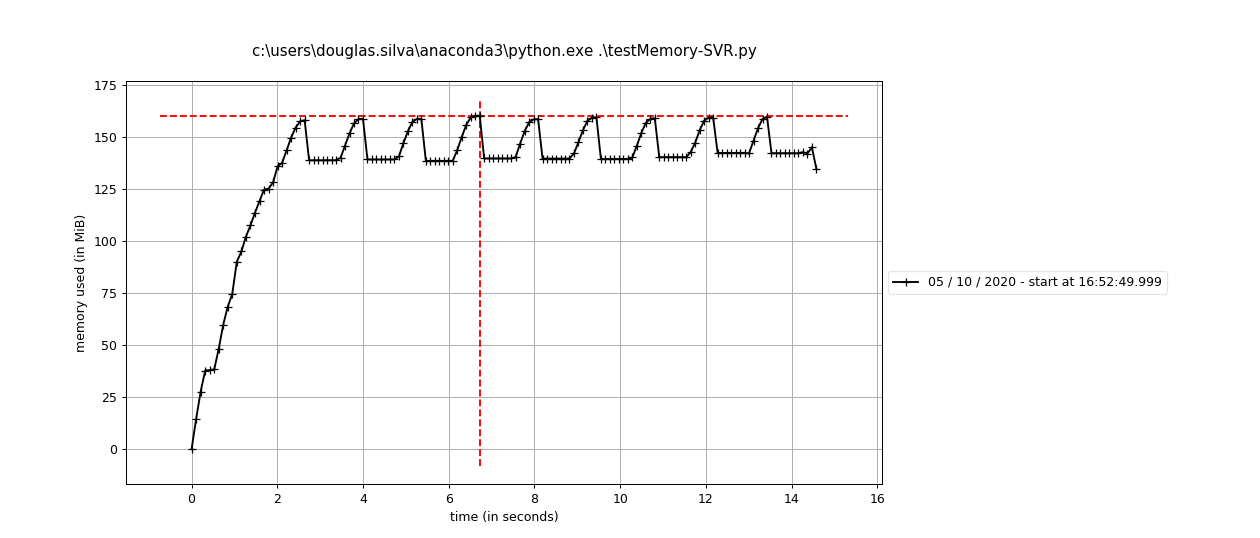 c:\users\douglas.silva\anaconda3\python.exe .\testMemory-SVR.py
175
150
125
100
75
50
25
0
memory used (in MiB)
0 2 4 6 8 10 12 14 16
time (in seconds)
05 / 10 / 2020 - start at 16:52:49.999